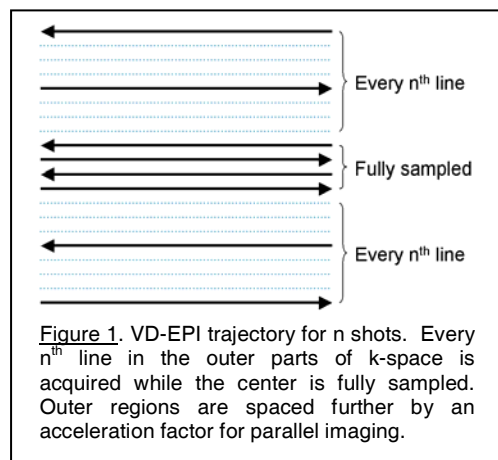 Every nth line
Fully sampled
Every nth line
Figure 1. VD-EPI trajectory for n shots. Every
nth line in the outer parts of k-space is
acquired while the center is fully sampled.
Outer regions are spaced further by an
acceleration factor for parallel imaging.